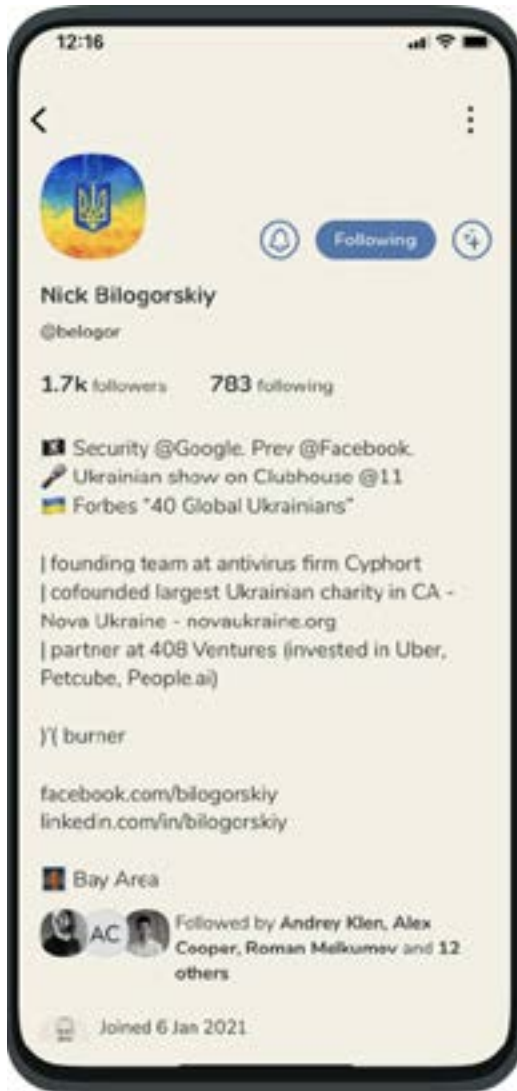 12:16
Following
Nick Bilogorskiy
@belogor
1.7k followers 783 following
🏴‍☠️ Security @Google. Prev @Facebook.
🎤 Ukrainian show on Clubhouse @11
🇺🇦 Forbes "40 Global Ukrainians"
| founding team at antivirus firm Cyphort
| cofounded largest Ukrainian charity in CA -
Nova Ukraine - novaukraine.org
| partner at 408 Ventures (invested in Uber,
Petcube, People.ai)
)'( burner
facebook.com/bilogorskiy
linkedin.com/in/bilogorskiy
🌉 Bay Area
AC
Followed by Andrey Klen, Alex
Cooper, Roman Melkumov and 12
others
Joined 6 Jan 2021